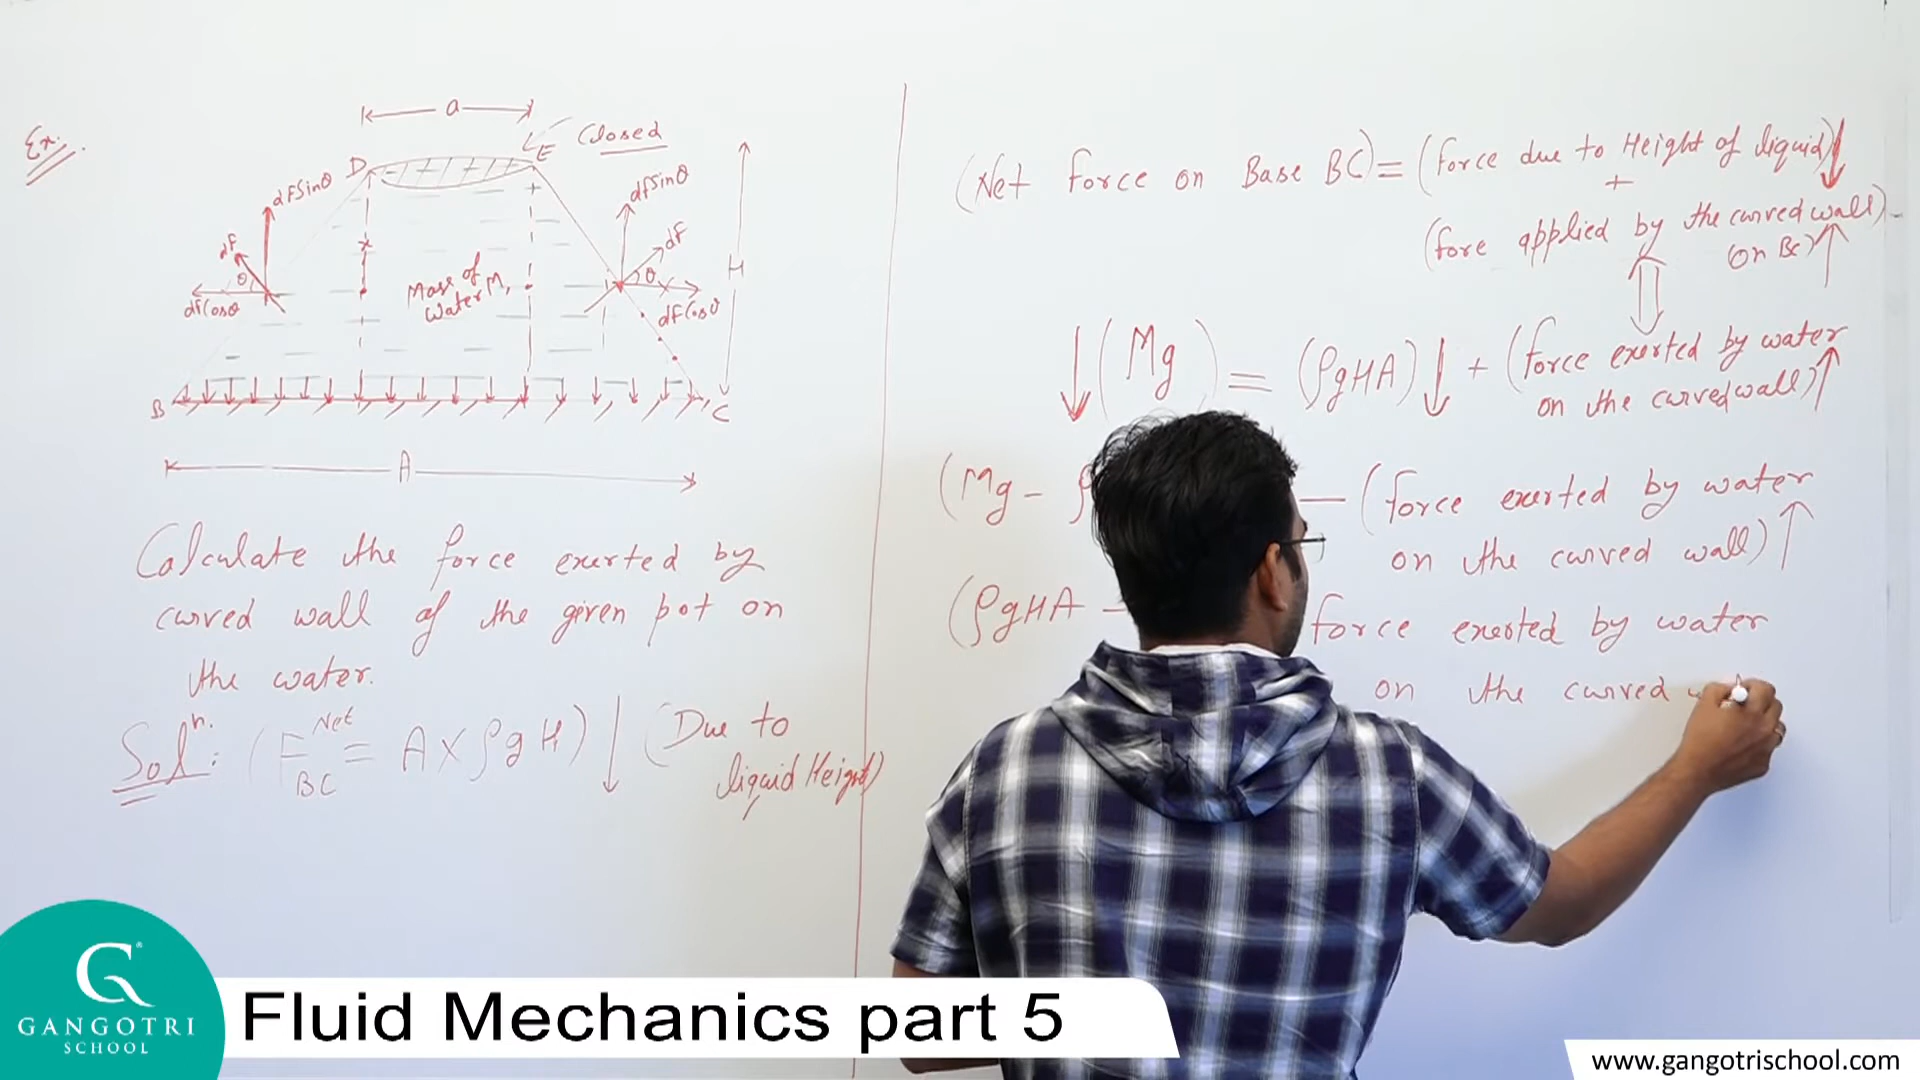 Ex.
a
Closed
D
E
dFSinθ
dfSinθ
dF
dF
θ
θ
dfCosθ
dFCosθ
x
Mass of
Water M,
H
B
C
A
Calculate the force exerted by
curved wall of the given pot on
the water.
Solⁿ: (F Net BC = A X ρgH) ↓ (Due to
liquid Height)
(Net Force on Base BC) = (force due to Height of liquid) ↓
+
(fore applied by the curved wall)
(on BC) ↑
↓ (Mg) = (ρgHA) ↓ + (Force exerted by water
on the curved wall) ↑
(Mg - — (force exerted by water
on the curved wall) ↑
(ρgHA - force exerted by water
on the curved
G
GANGOTRI
SCHOOL
Fluid Mechanics part 5
www.gangotrischool.com